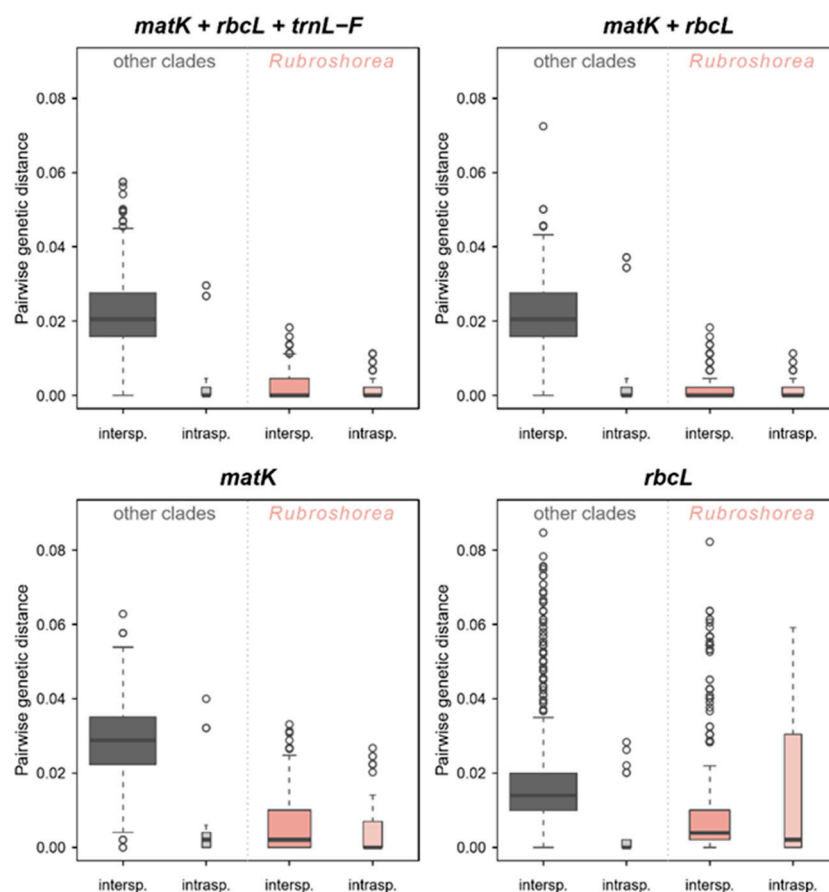 matK + rbcL + trnL−F
matK + rbcL
other clades Rubroshorea
other clades Rubroshorea
Pairwise genetic distance
0.08
0.06
0.04
0.02
0.00
intersp. intrasp. intersp. intrasp.
Pairwise genetic distance
0.08
0.06
0.04
0.02
0.00
intersp. intrasp. intersp. intrasp.
matK
rbcL
other clades Rubroshorea
other clades Rubroshorea
Pairwise genetic distance
0.08
0.06
0.04
0.02
0.00
intersp. intrasp. intersp. intrasp.
Pairwise genetic distance
0.08
0.06
0.04
0.02
0.00
intersp. intrasp. intersp. intrasp.